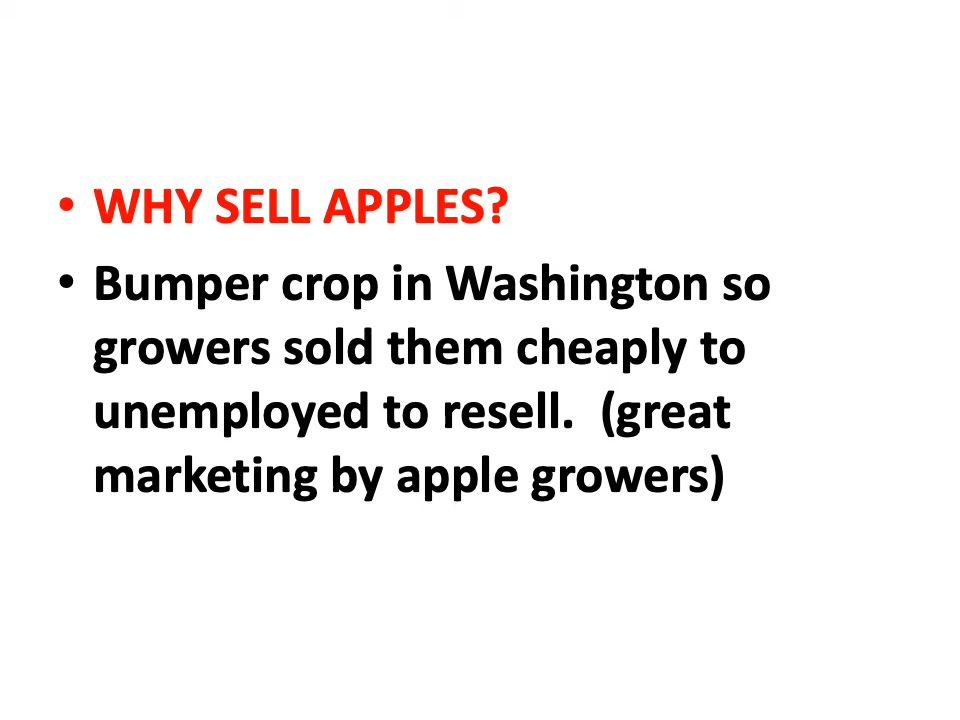 • WHY SELL APPLES?
• Bumper crop in Washington so
growers sold them cheaply to
unemployed to resell.  (great
marketing by apple growers)